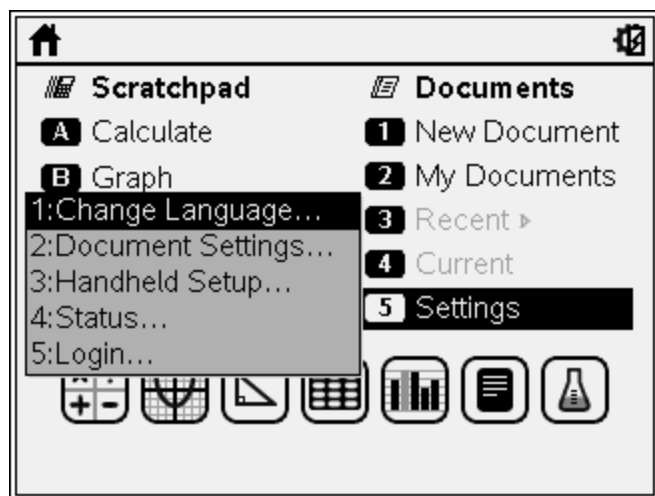 Scratchpad
A Calculate
B Graph
Documents
1 New Document
2 My Documents
3 Recent ▸
4 Current
5 Settings
1:Change Language...
2:Document Settings...
3:Handheld Setup...
4:Status...
5:Login...